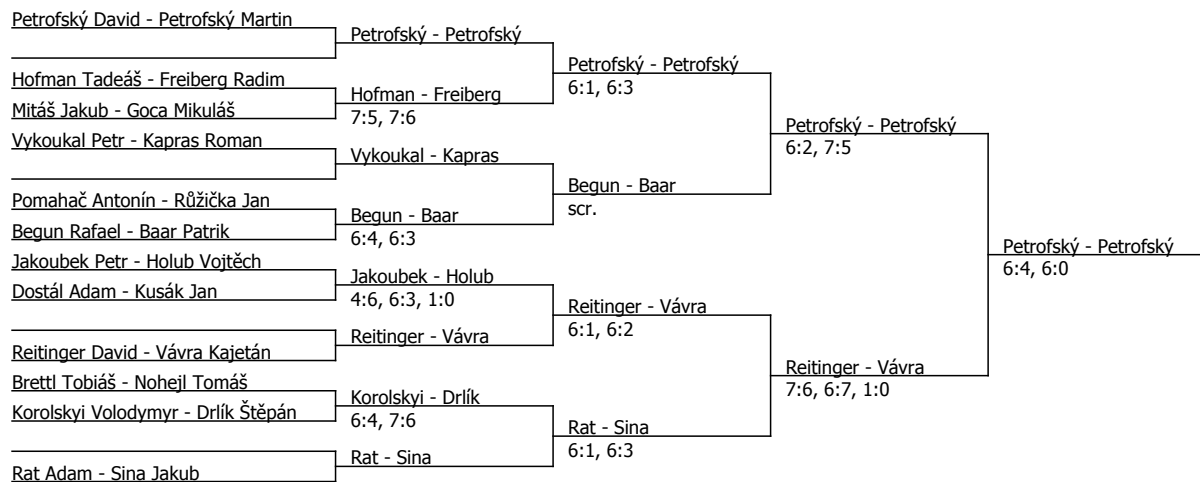 Petrofský David - Petrofský Martin
Hofman Tadeáš - Freiberg Radim
Mitáš Jakub - Goca Mikuláš
Vykoukal Petr - Kapras Roman
Pomahač Antonín - Růžička Jan
Begun Rafael - Baar Patrik
Jakoubek Petr - Holub Vojtěch
Dostál Adam - Kusák Jan
Reitinger David - Vávra Kajetán
Brettl Tobiáš - Nohejl Tomáš
Korolskyi Volodymyr - Drlík Štěpán
Rat Adam - Sina Jakub
Petrofský - Petrofský
Hofman - Freiberg
7:5, 7:6
Vykoukal - Kapras
Begun - Baar
6:4, 6:3
Jakoubek - Holub
4:6, 6:3, 1:0
Reitinger - Vávra
Korolskyi - Drlík
6:4, 7:6
Rat - Sina
Petrofský - Petrofský
6:1, 6:3
Begun - Baar
scr.
Reitinger - Vávra
6:1, 6:2
Rat - Sina
6:1, 6:3
Petrofský - Petrofský
6:2, 7:5
Reitinger - Vávra
7:6, 6:7, 1:0
Petrofský - Petrofský
6:4, 6:0